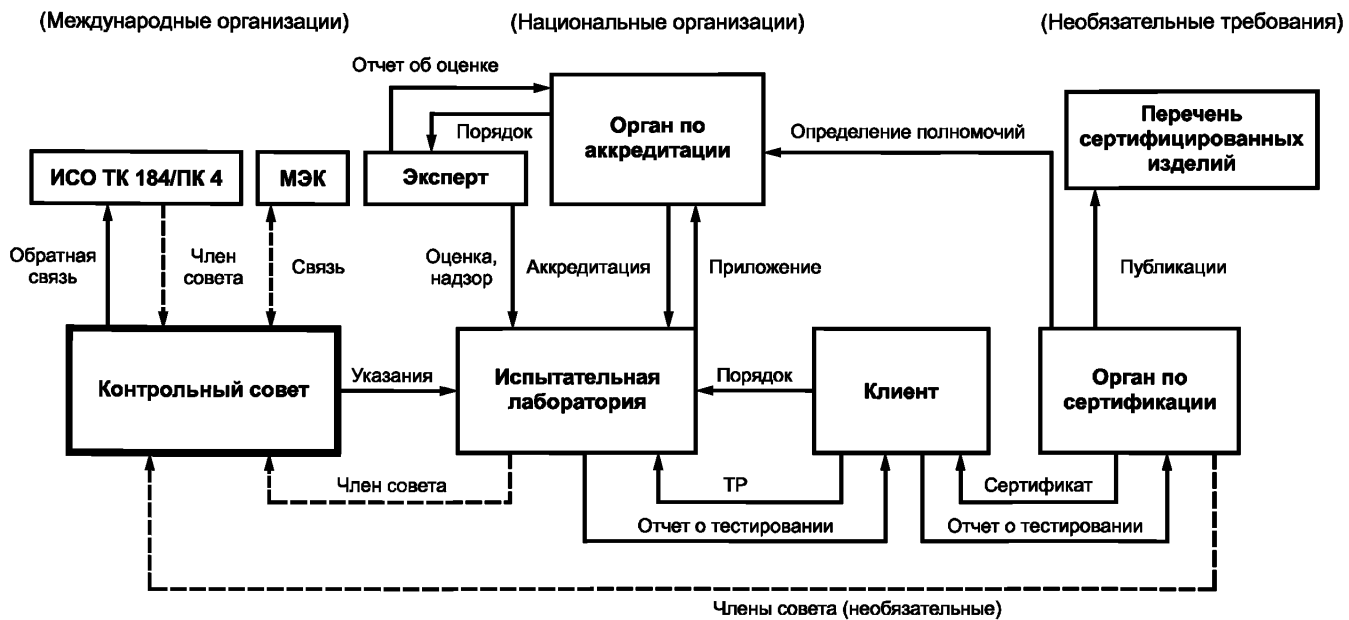 (Международные организации)
(Национальные организации)
(Необязательные требования)
Отчет об оценке
Порядок
Орган по
аккредитации
Определение полномочий
Перечень
сертифицированных
изделий
ИСО ТК 184/ПК 4
МЭК
Эксперт
Обратная
связь
Член
совета
Связь
Оценка,
надзор
Аккредитация
Приложение
Публикации
Контрольный совет
Указания
Испытательная
лаборатория
Порядок
Клиент
Орган по
сертификации
Член совета
ТР
Сертификат
Отчет о тестировании
Отчет о тестировании
Члены совета (необязательные)